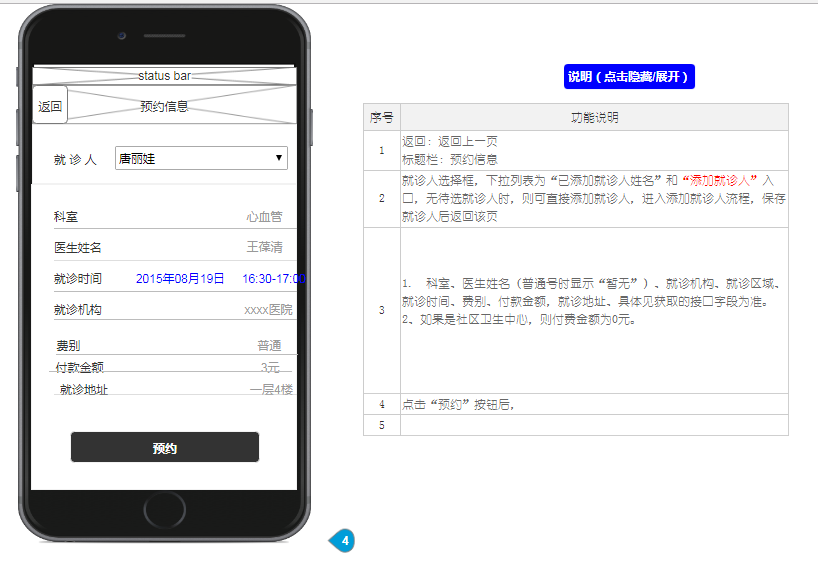 status bar
返回
预约信息
就 诊 人
唐丽娃
科室
心血管
医生姓名
王葆清
就诊时间
2015年08月19日
16:30-17:00
就诊机构
xxxx医院
费别
普通
付款金额
3元
就诊地址
一层4楼
预约
4
说明（点击隐藏/展开）
序号
功能说明
1
返回：返回上一页
标题栏：预约信息
2
就诊人选择框，下拉列表为“已添加就诊人姓名”和“添加就诊人”入
口，无待选就诊人时，则可直接添加就诊人，进入添加就诊人流程，保存
就诊人后返回该页
3
1. 科室、医生姓名（普通号时显示“暂无”）、就诊机构、就诊区域、
就诊时间、费别、付款金额，就诊地址、具体见获取的接口字段为准。
2、如果是社区卫生中心，则付费金额为0元。
4
点击“预约”按钮后，
5